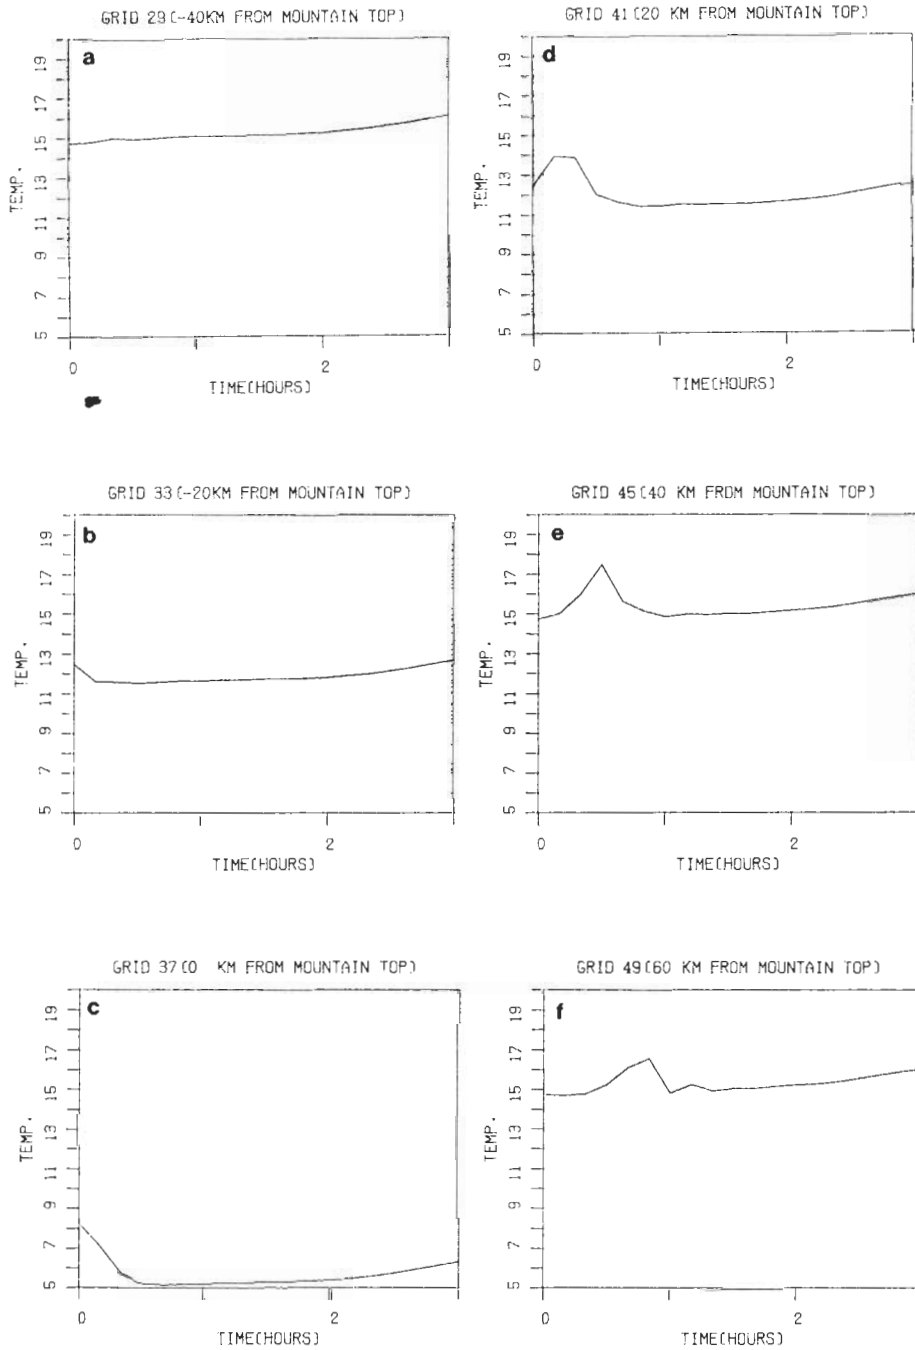 GRID 29(-40KM FROM MOUNTAIN TOP)
a
19
17
15
13
11
9
7
5
TEMP.
0
2
TIME(HOURS)
GRID 41(20 KM FROM MOUNTAIN TOP)
d
19
17
15
13
11
9
7
5
TEMP.
0
2
TIME(HOURS)
GRID 33(-20KM FROM MOUNTAIN TOP)
b
19
17
15
13
11
9
7
5
TEMP.
0
2
TIME(HOURS)
GRID 45(40 KM FROM MOUNTAIN TOP)
e
19
17
15
13
11
9
7
5
TEMP.
0
2
TIME(HOURS)
GRID 37(0 KM FROM MOUNTAIN TOP)
c
19
17
15
13
11
9
7
5
TEMP.
0
2
TIME(HOURS)
GRID 49(60 KM FROM MOUNTAIN TOP)
f
19
17
15
13
11
9
7
5
TEMP.
0
2
TIME(HOURS)